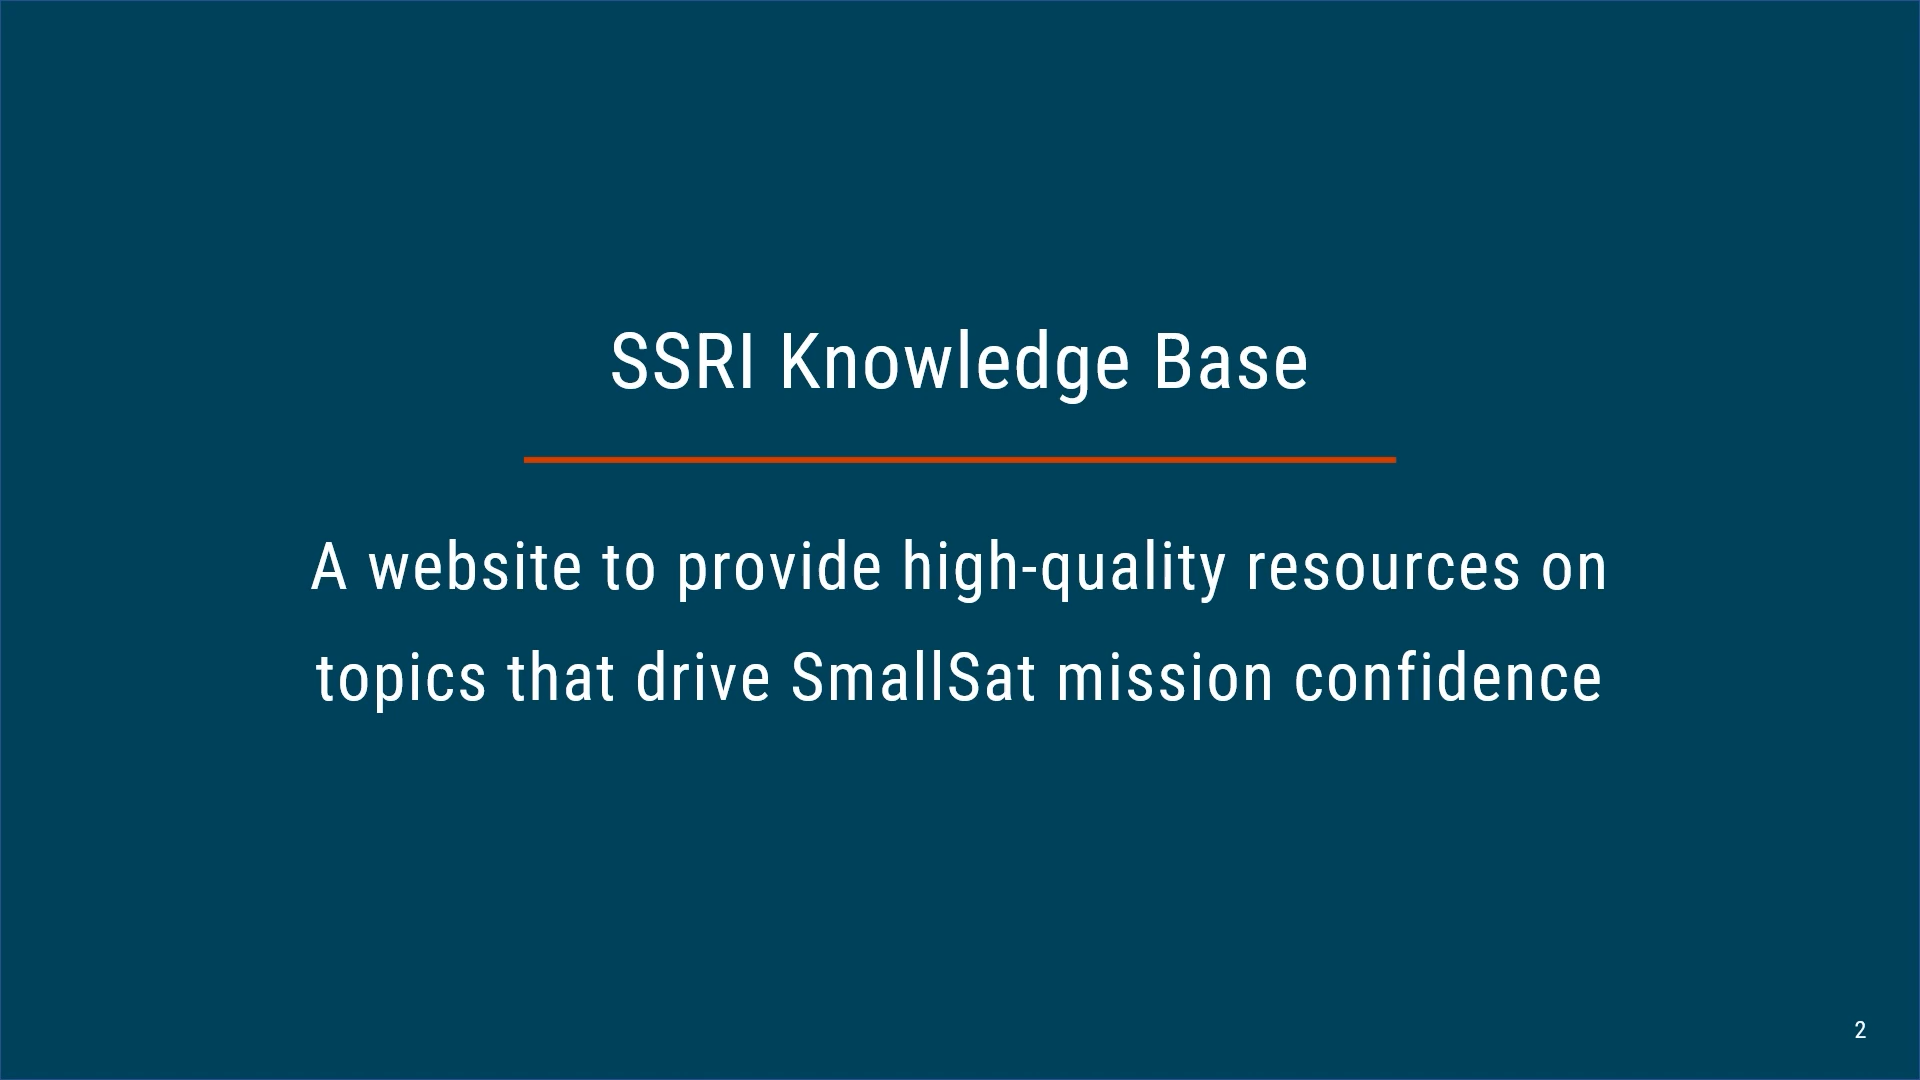 SSRI Knowledge Base
A website to provide high-quality resources on
topics that drive SmallSat mission confidence
2